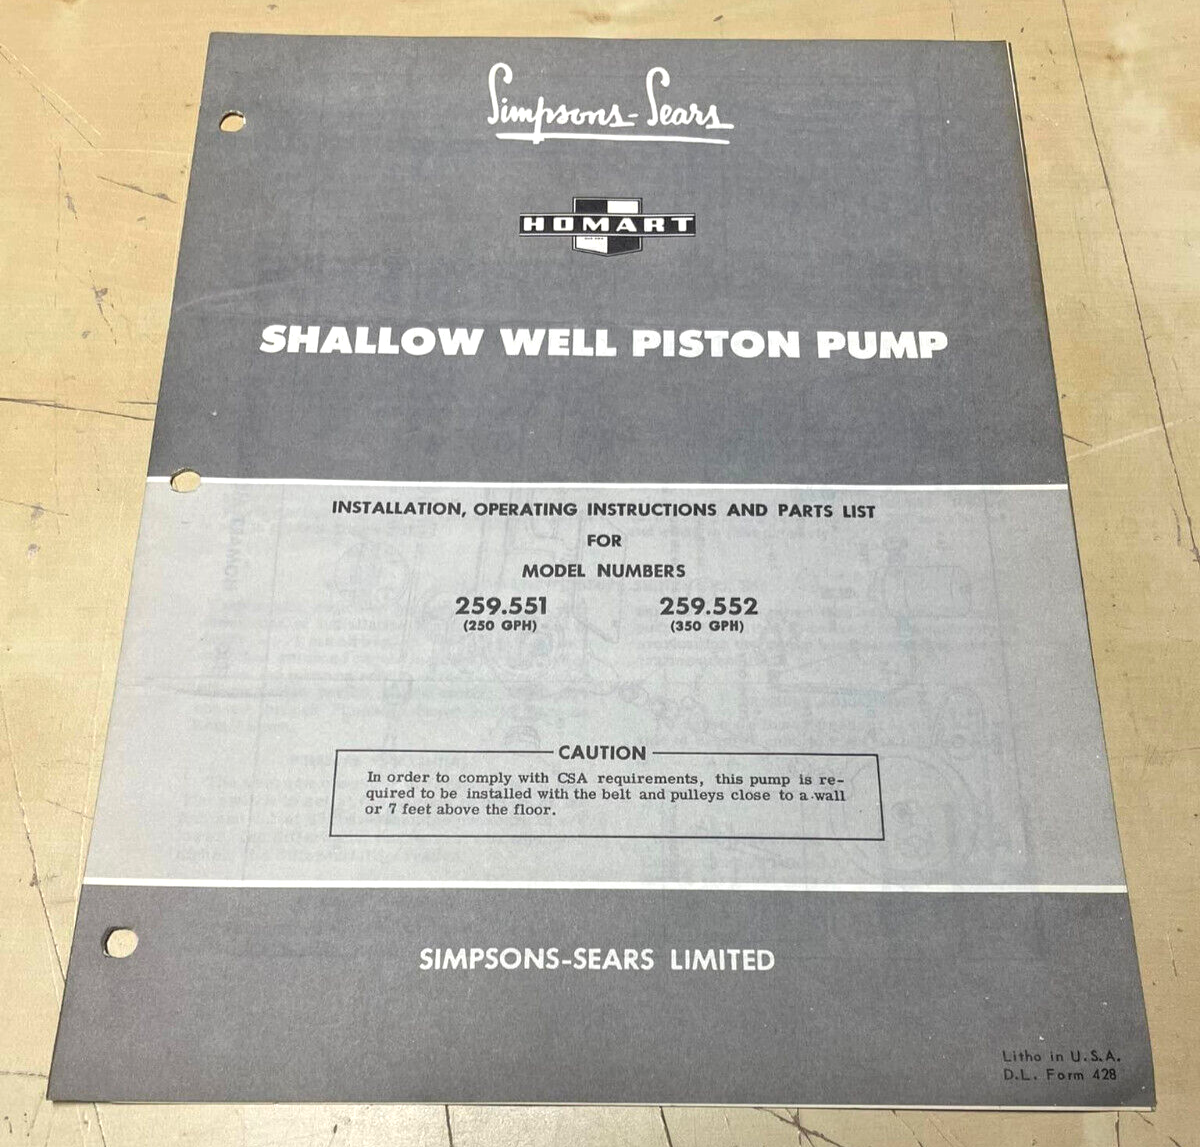 Simpsons-Sears
HOMART
SHALLOW WELL PISTON PUMP
INSTALLATION, OPERATING INSTRUCTIONS AND PARTS LIST
FOR
MODEL NUMBERS
259.551 259.552
(250 GPH) (350 GPH)
CAUTION
In order to comply with CSA requirements, this pump is re-
quired to be installed with the belt and pulleys close to a wall
or 7 feet above the floor.
SIMPSONS-SEARS LIMITED
Litho in U.S.A.
D.L. Form 428